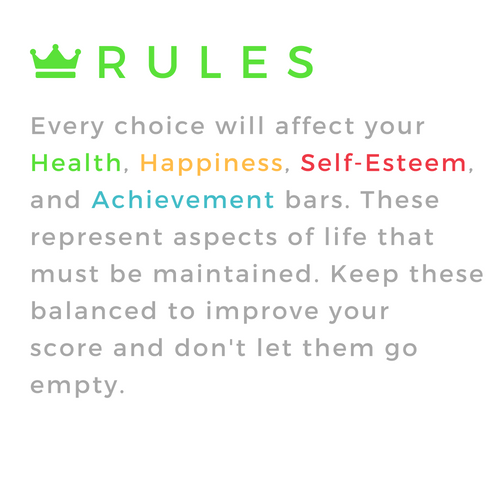 RULES
Every choice will affect your
Health, Happiness, Self-Esteem,
and Achievement bars. These
represent aspects of life that
must be maintained. Keep these
balanced to improve your
score and don't let them go
empty.